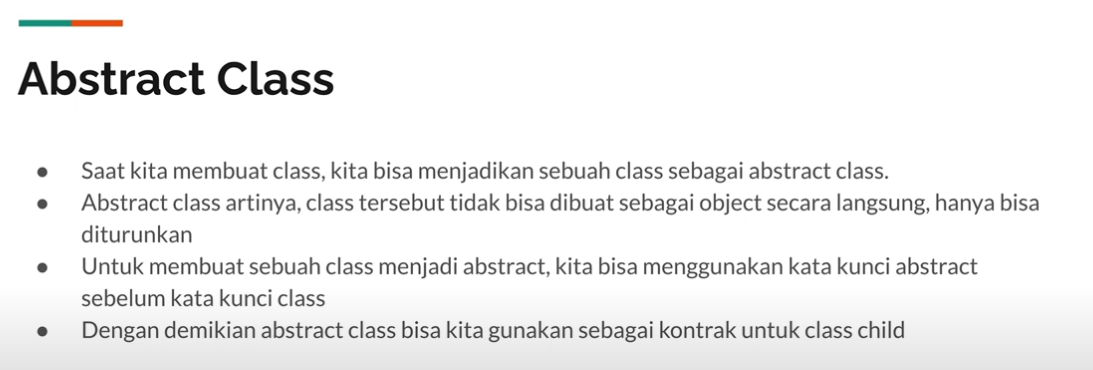 Abstract Class
● Saat kita membuat class, kita bisa menjadikan sebuah class sebagai abstract class.
● Abstract class artinya, class tersebut tidak bisa dibuat sebagai object secara langsung, hanya bisa
diturunkan
● Untuk membuat sebuah class menjadi abstract, kita bisa menggunakan kata kunci abstract
sebelum kata kunci class
● Dengan demikian abstract class bisa kita gunakan sebagai kontrak untuk class child